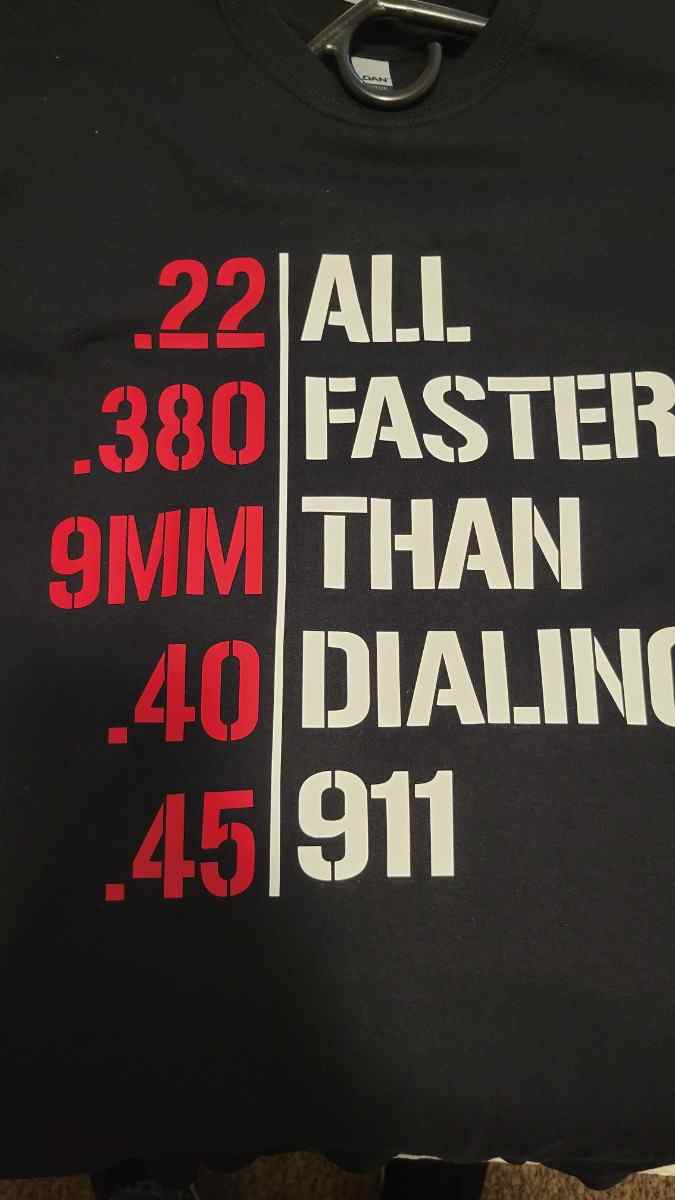 .22 ALL
.380 FASTER
9MM THAN
.40 DIALING
.45 911